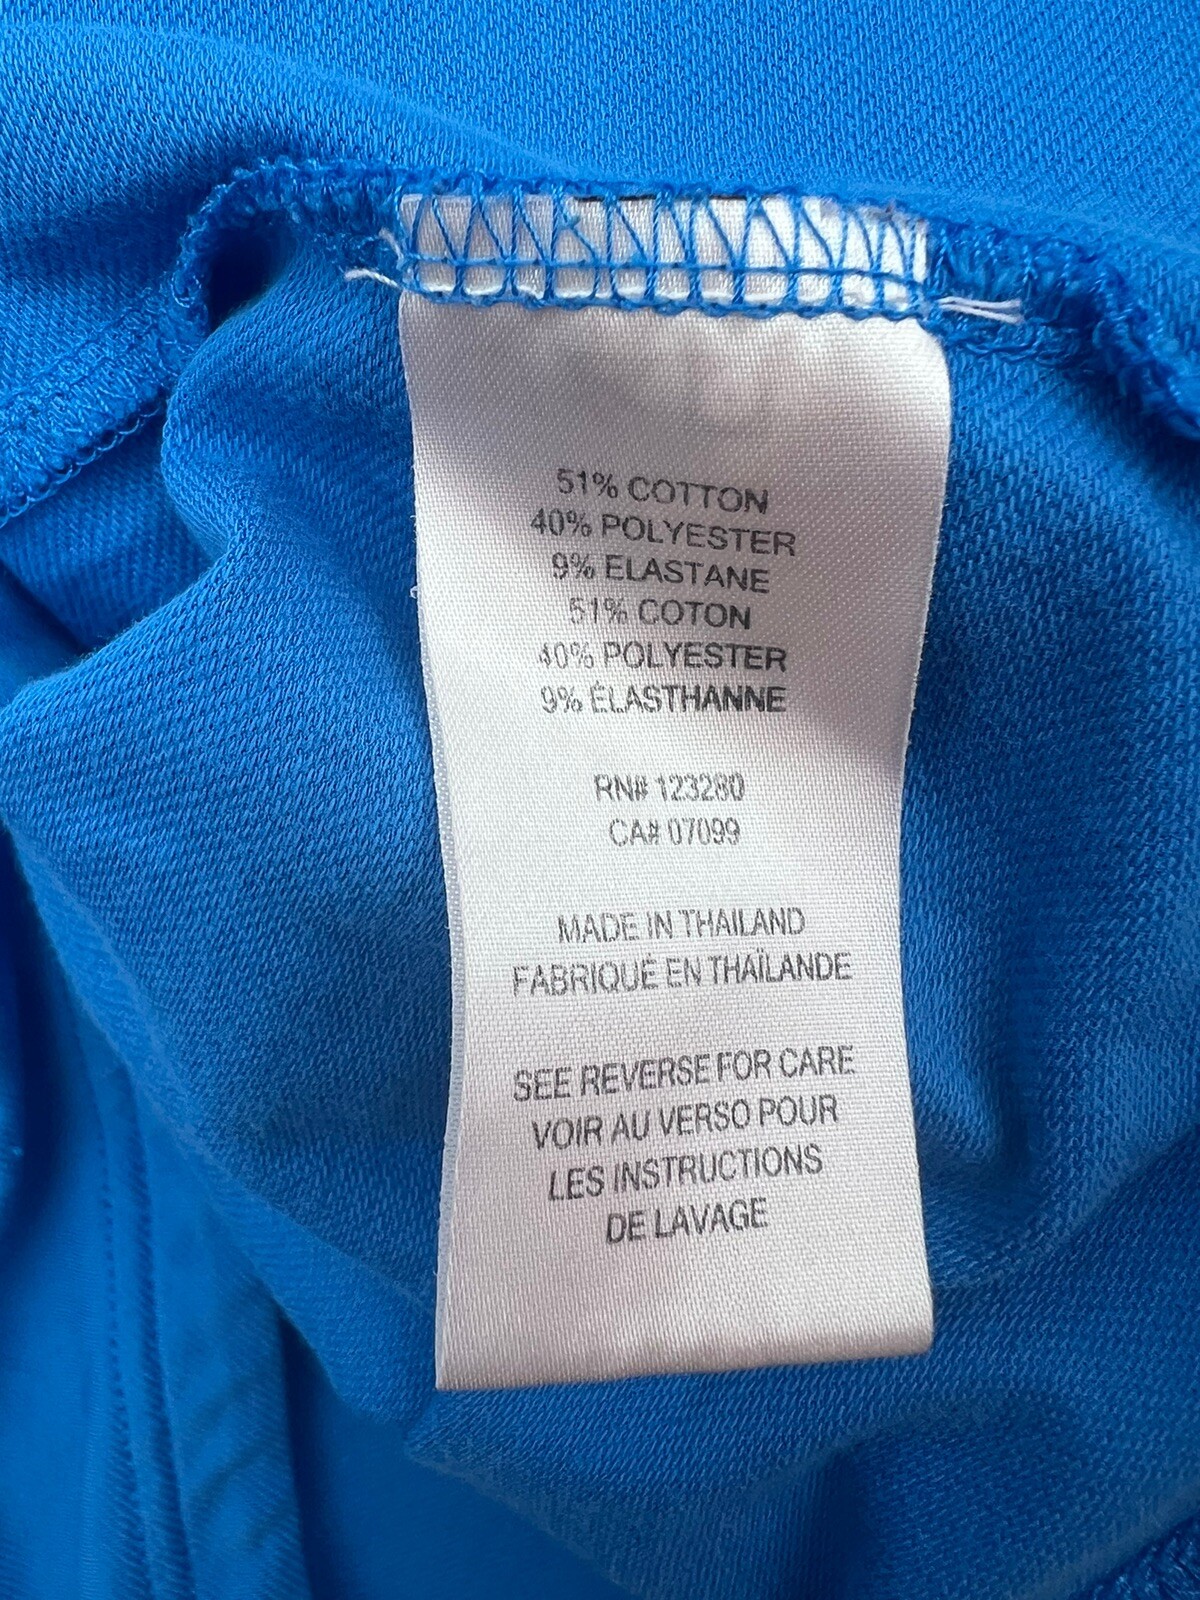 51% COTTON
40% POLYESTER
9% ELASTANE
51% COTON
40% POLYESTER
9% ÉLASTHANNE
RN# 123280
CA# 07099
MADE IN THAILAND
FABRIQUÉ EN THAÏLANDE
SEE REVERSE FOR CARE
VOIR AU VERSO POUR
LES INSTRUCTIONS
DE LAVAGE